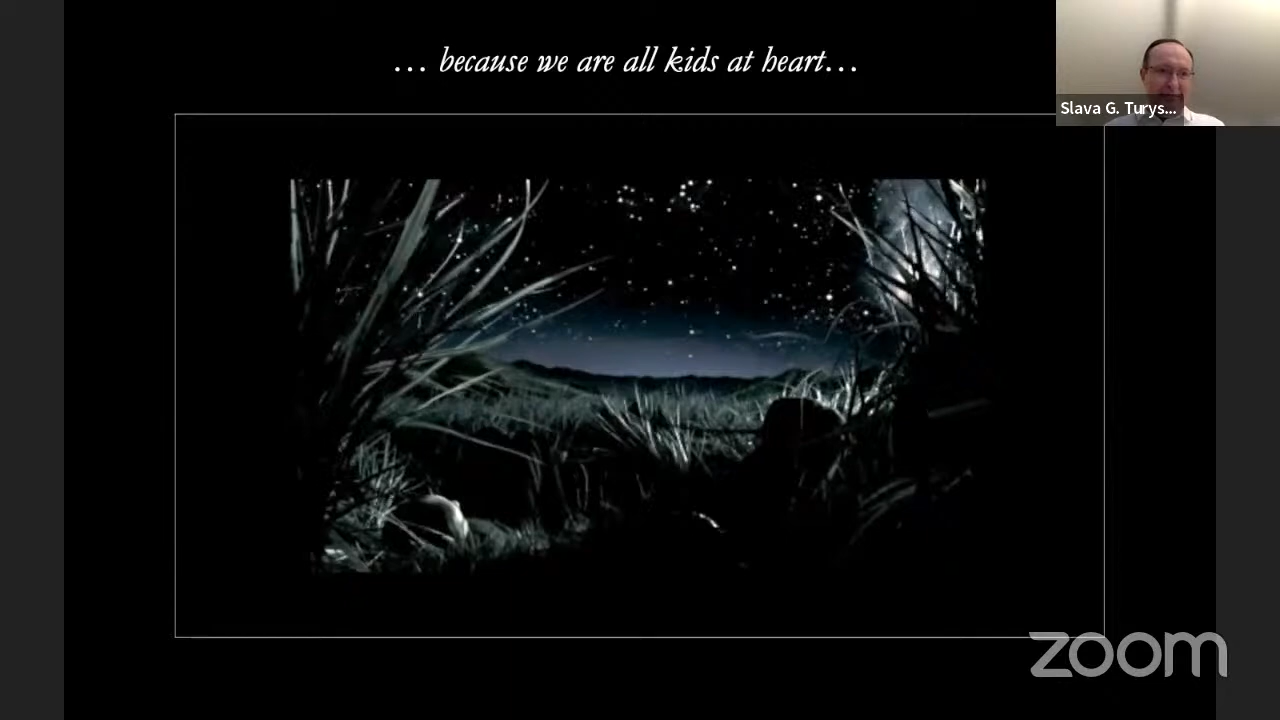 … because we are all kids at heart…
Slava G. Turys...
zoom